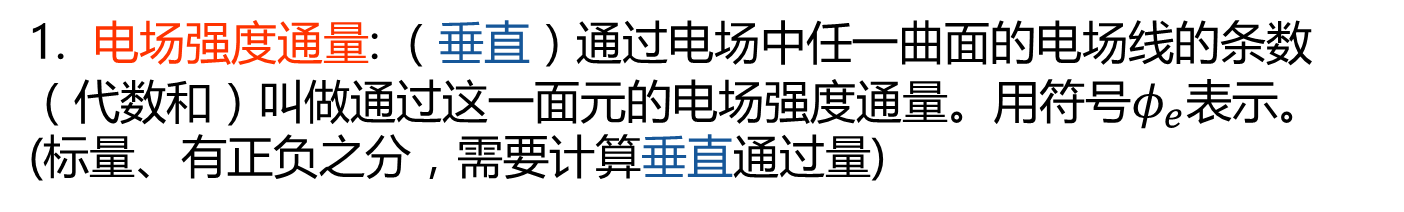 1. 电场强度通量:（垂直）通过电场中任一曲面的电场线的条数
（代数和）叫做通过这一面元的电场强度通量。用符号𝜙𝑒表示。
(标量、有正负之分，需要计算垂直通过量)